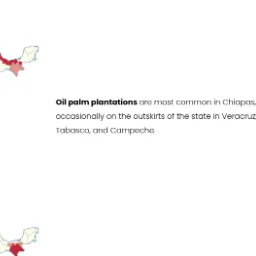 Oil palm plantations are most common in Chiapas,
occasionally on the outskirts of the state in Veracruz,
Tabasco, and Campeche.